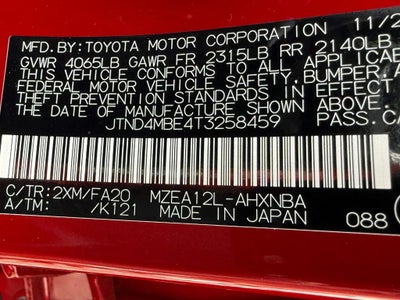 MFD.BY:TOYOTA MOTOR CORPORATION 11/2
GVWR 4065LB GAWR FR 2315LB RR 2140LB
THIS VEHICLE CONFORMS TO ALL APPLICAB
FEDERAL MOTOR VEHICLE SAFETY, BUMPER, A
THEFT PREVENTION STANDARDS IN EFFECT
THE DATE OF MANUFACTURE SHOWN ABOVE.
JTND4MBE4T3258459 PASS.CA
C/TR:2XM/FA20 MZEA12L-AHXNBA
A/TM: /K121 MADE IN JAPAN 088